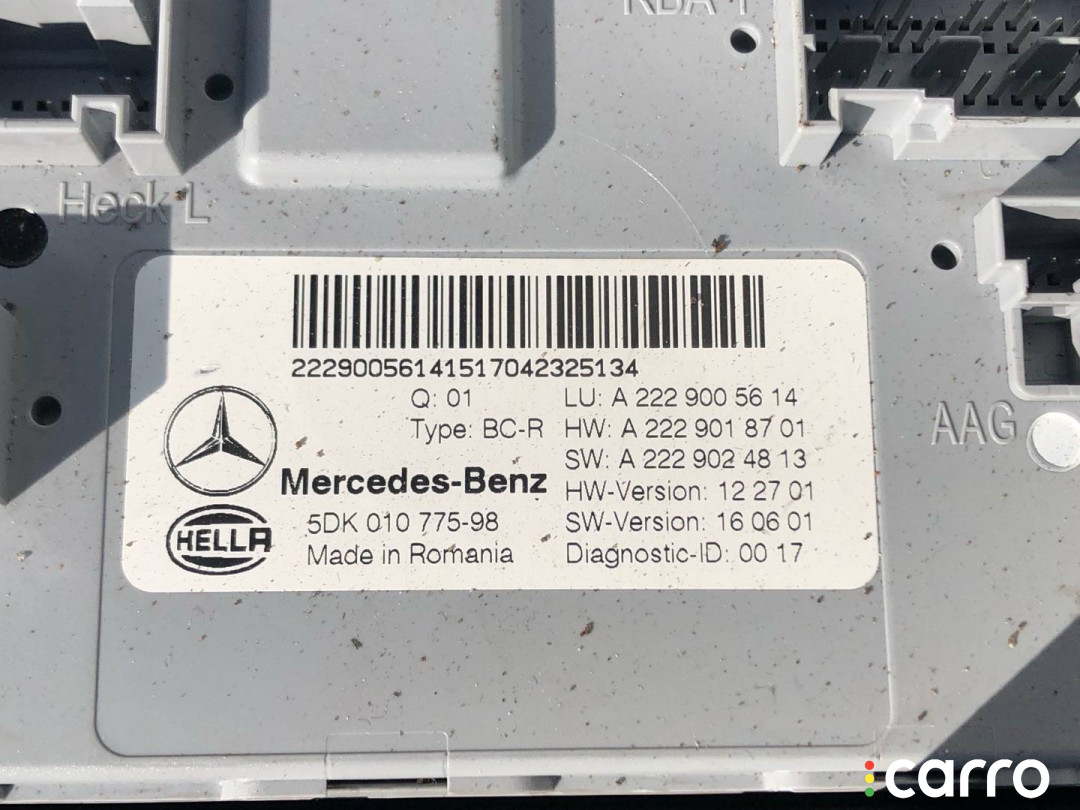 Heck L
AAG
22290056141517042325134
Q: 01
Type: BC-R
LU: A 222 900 56 14
HW: A 222 901 87 01
SW: A 222 902 48 13
HW-Version: 12 27 01
SW-Version: 16 06 01
Diagnostic-ID: 00 17
Mercedes-Benz
HELLA
5DK 010 775-98
Made in Romania
carro